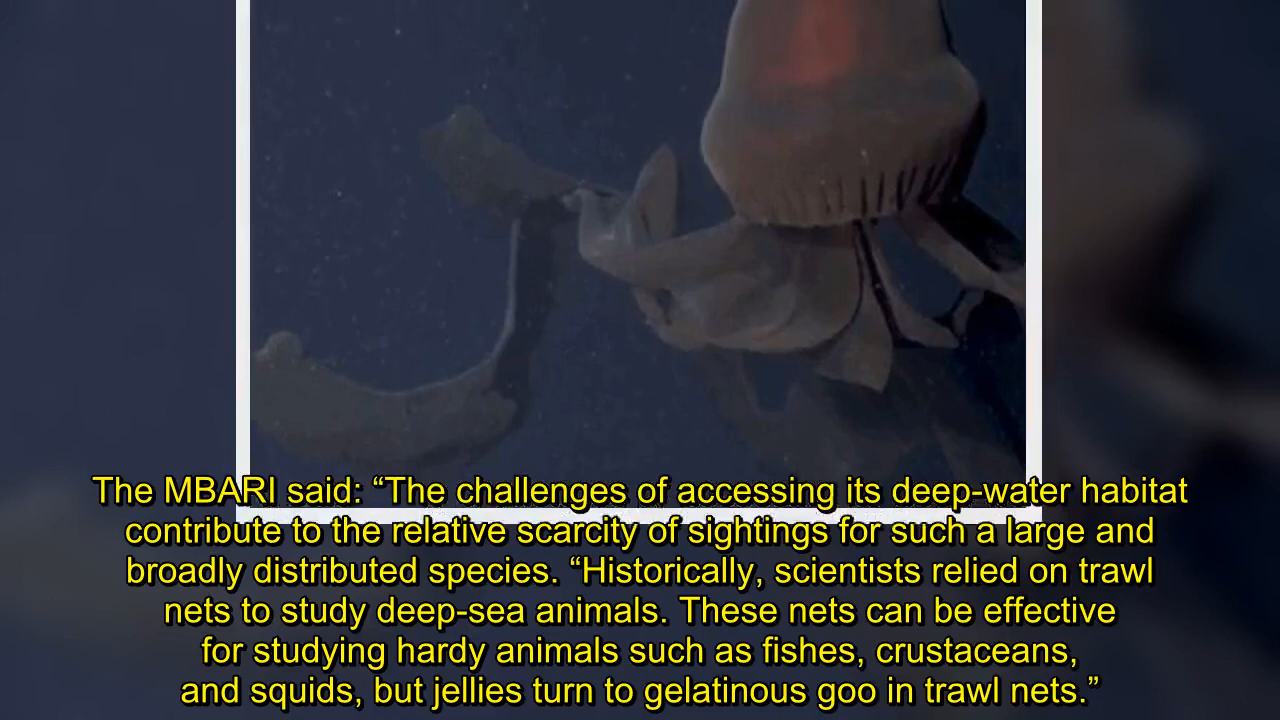 The MBARI said: “The challenges of accessing its deep-water habitat
contribute to the relative scarcity of sightings for such a large and
broadly distributed species. “Historically, scientists relied on trawl
nets to study deep-sea animals. These nets can be effective
for studying hardy animals such as fishes, crustaceans,
and squids, but jellies turn to gelatinous goo in trawl nets.”